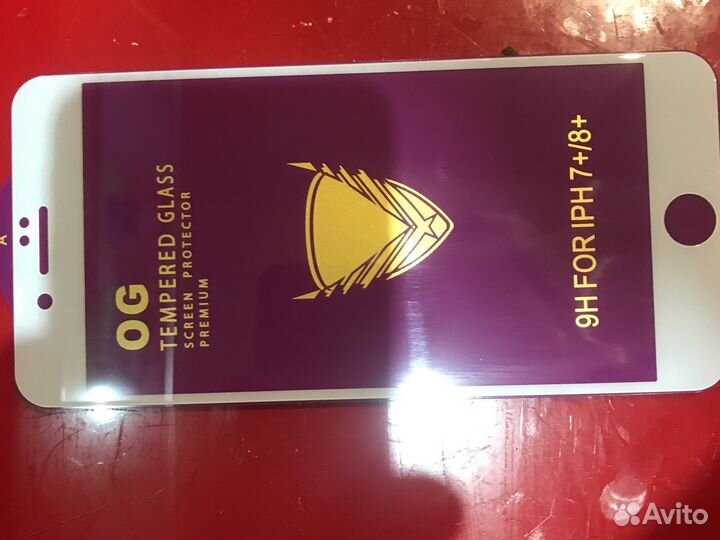 OG
TEMPERED GLASS
SCREEN PROTECTOR
PREMIUM
9H FOR IPH 7+/8+
A
Avito